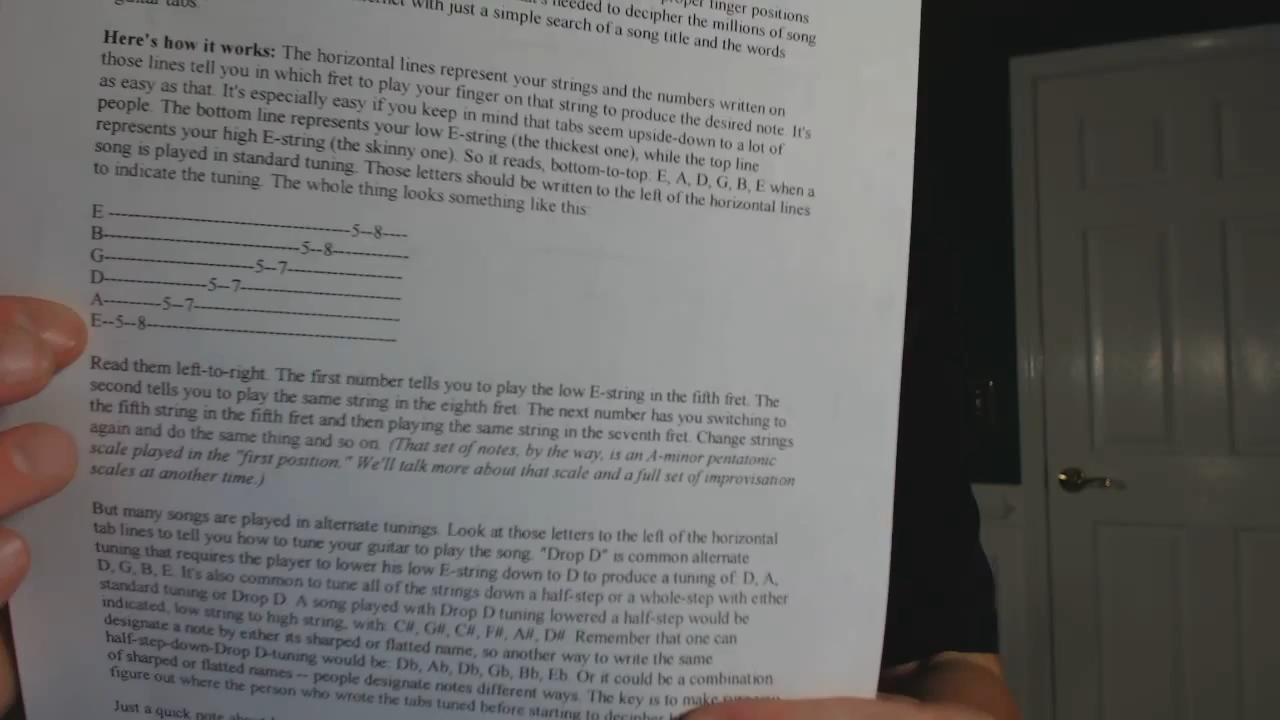 finger positions
needed to decipher the millions of song
with just a simple search of a song title and the words
tabs.
Here's how it works: The horizontal lines represent your strings and the numbers written on
those lines tell you in which fret to play your finger on that string to produce the desired note. It's
as easy as that. It's especially easy if you keep in mind that tabs seem upside-down to a lot of
people. The bottom line represents your low E-string (the thickest one), while the top line
represents your high E-string (the skinny one). So it reads, bottom-to-top: E, A, D, G, B, E when a
song is played in standard tuning. Those letters should be written to the left of the horizontal lines
to indicate the tuning. The whole thing looks something like this:
E ------------------------------------------5--8----
B---------------------------------5--8------------
G-------------------------5--7------------------
D-----------------5--7--------------------------
A----------5--7---------------------------------
E--5--8-----------------------------------------
Read them left-to-right. The first number tells you to play the low E-string in the fifth fret. The
second tells you to play the same string in the eighth fret. The next number has you switching to
the fifth string in the fifth fret and then playing the same string in the seventh fret. Change strings
again and do the same thing and so on. (That set of notes, by the way, is an A-minor pentatonic
scale played in the "first position." We'll talk more about that scale and a full set of improvisation
scales at another time.)
But many songs are played in alternate tunings. Look at those letters to the left of the horizontal
tab lines to tell you how to tune your guitar to play the song. "Drop D" is common alternate
tuning that requires the player to lower his low E-string down to D to produce a tuning of: D, A,
D, G, B, E. It's also common to tune all of the strings down a half-step or a whole-step with either
standard tuning or Drop D. A song played with Drop D tuning lowered a half-step would be
indicated, low string to high string, with: C#, G#, C#, F#, A#, D#. Remember that one can
designate a note by either its sharped or flatted name, so another way to write the same
half-step-down-Drop D-tuning would be: Db, Ab, Db, Gb, Bb, Eb. Or it could be a combination
of sharped or flatted names -- people designate notes different ways. The key is to make
figure out where the person who wrote the tabs tuned before starting to decipher
Just a quick note